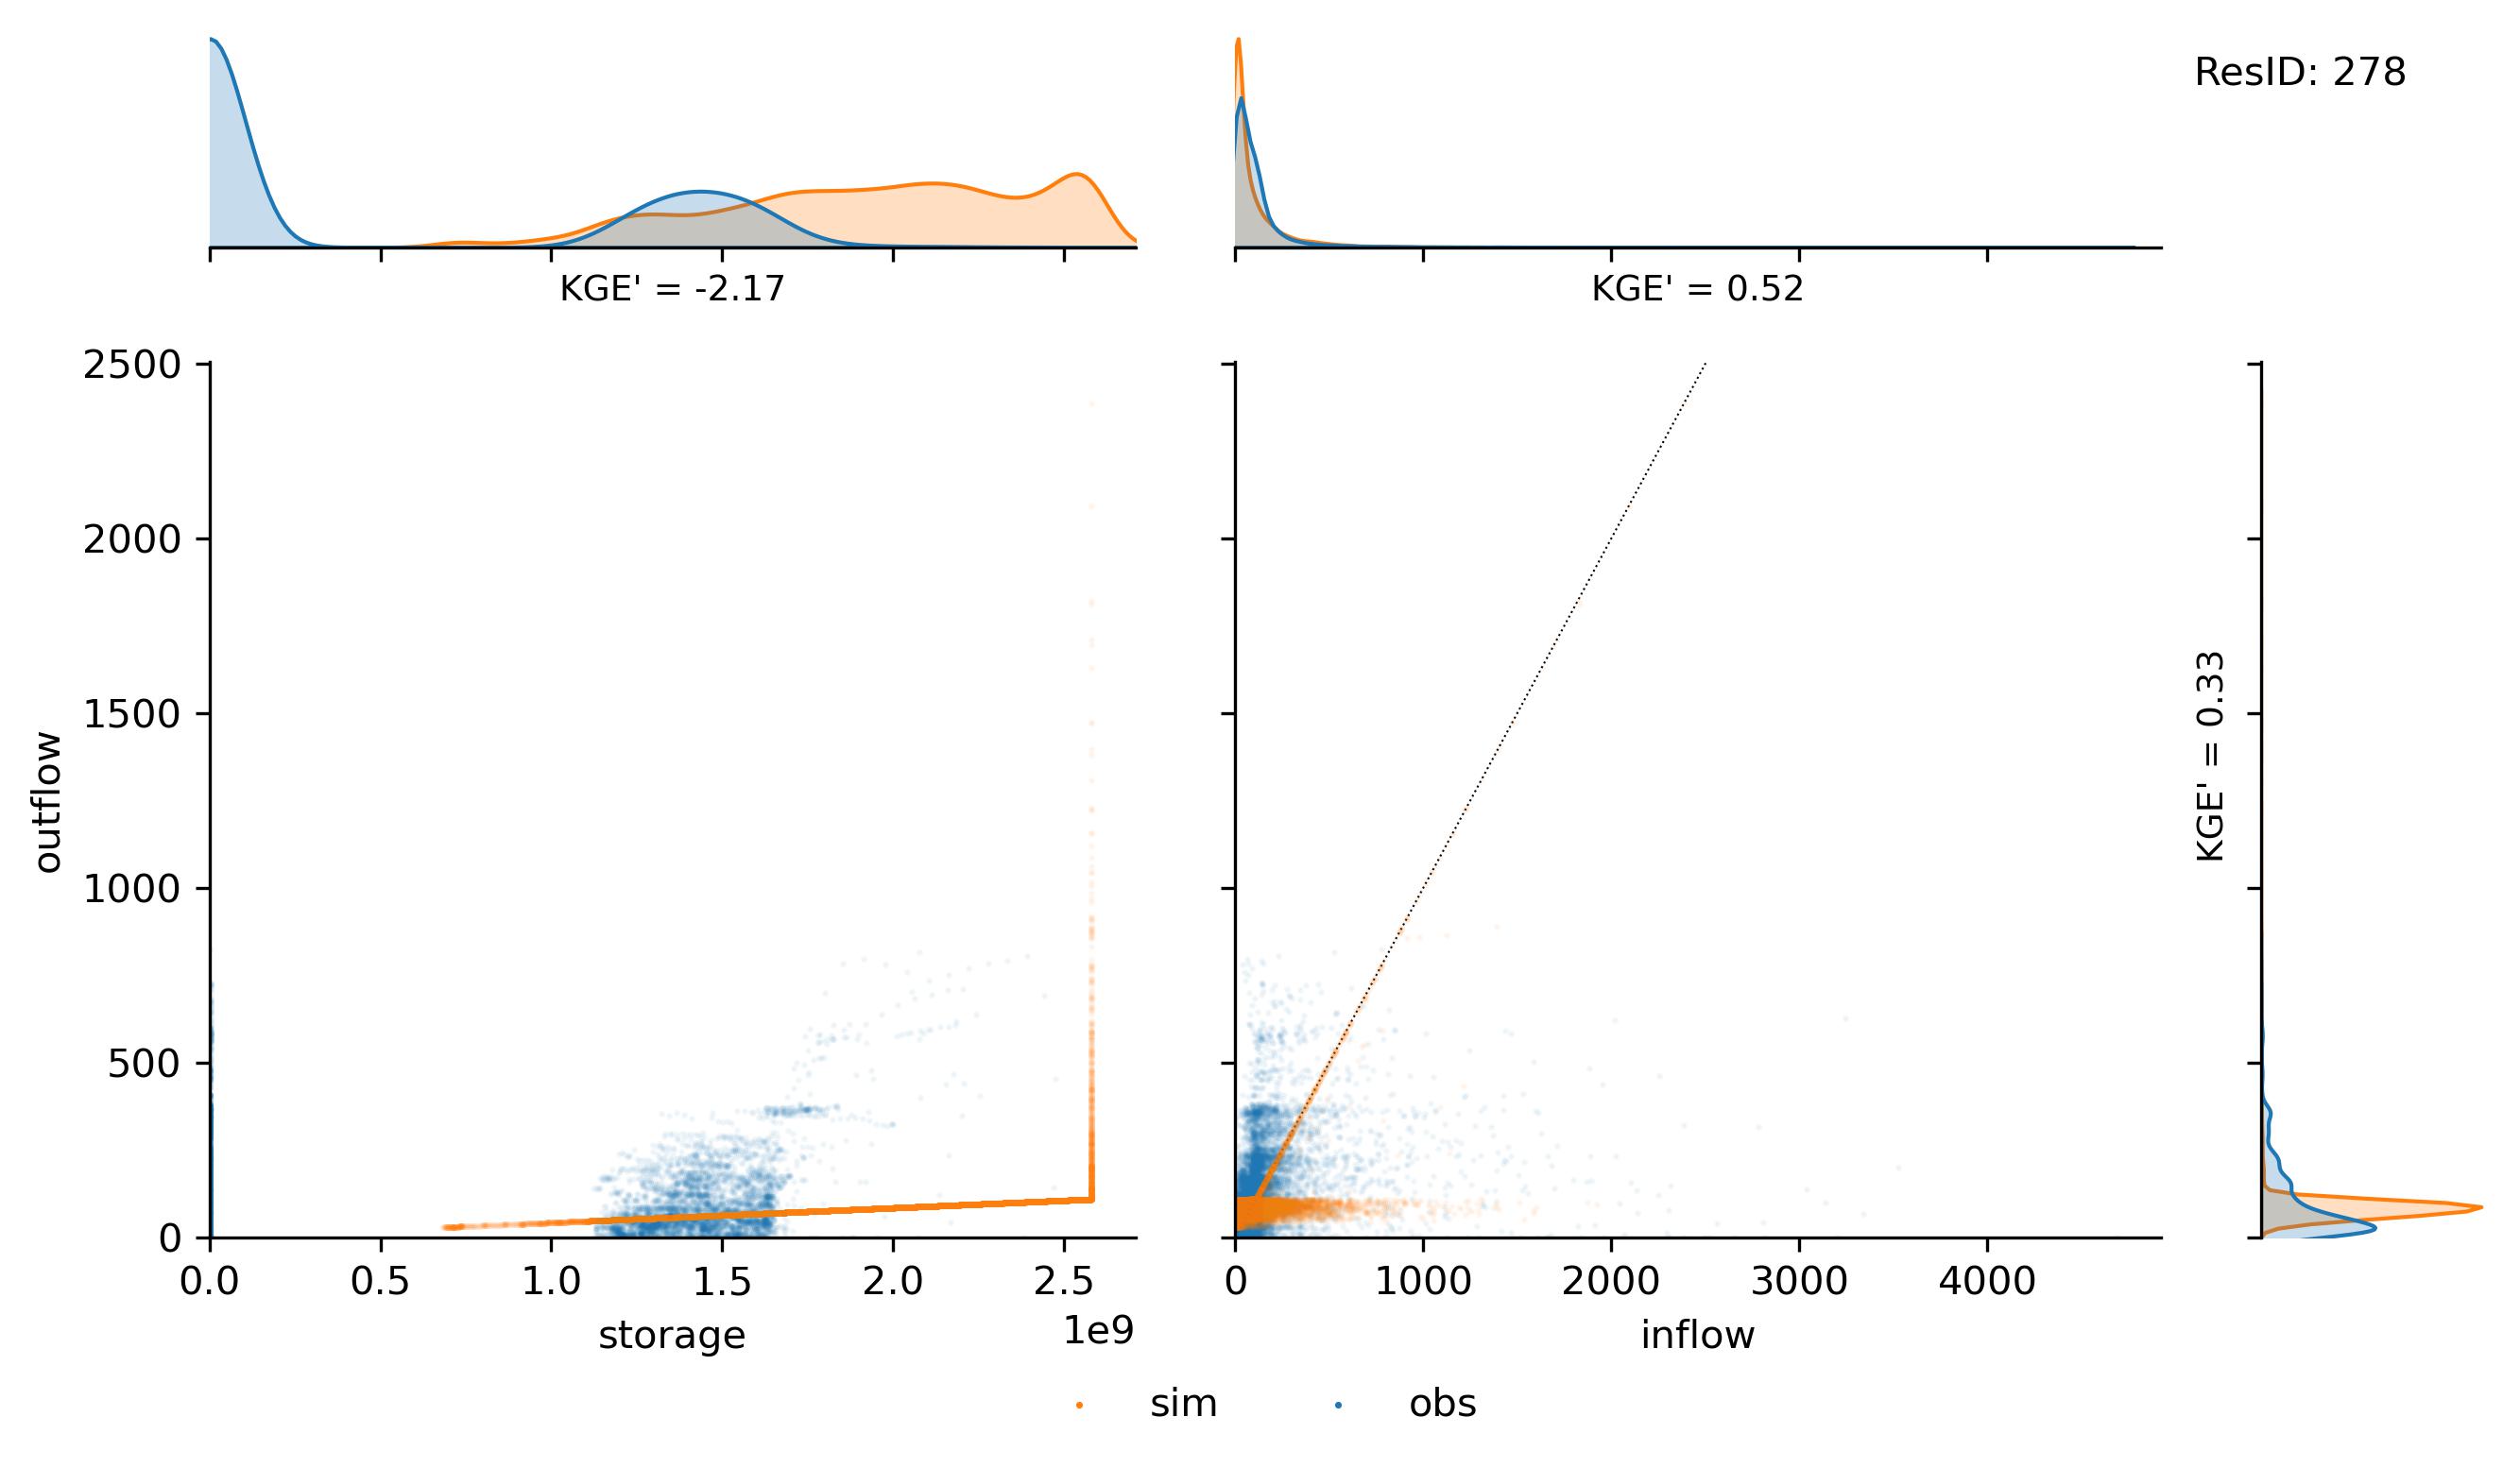 ResID: 278
KGE' = -2.17
KGE' = 0.52
2500
2000
1500
1000
500
0
outflow
KGE' = 0.33
0.0 0.5 1.0 1.5 2.0 2.5
1e9
storage
0 1000 2000 3000 4000
inflow
sim obs